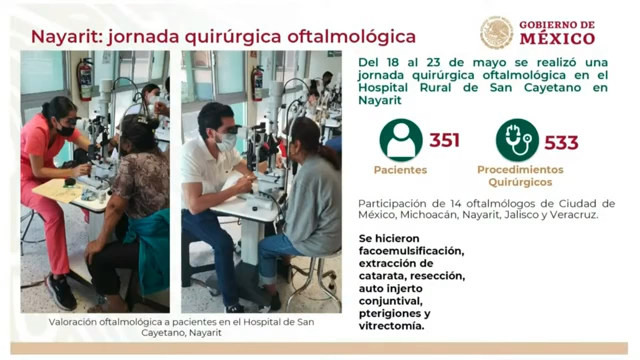 Nayarit: jornada quirúrgica oftalmológica
GOBIERNO DE
MÉXICO
Del 18 al 23 de mayo se realizó una
jornada quirúrgica oftalmológica en el
Hospital Rural de San Cayetano en
Nayarit
351
Pacientes
533
Procedimientos
Quirúrgicos
Participación de 14 oftalmólogos de Ciudad de
México, Michoacán, Nayarit, Jalisco y Veracruz.
Se hicieron
facoemulsificación,
extracción de
catarata, resección,
auto injerto
conjuntival,
pterigiones y
vitrectomía.
Valoración oftalmológica a pacientes en el Hospital de San
Cayetano, Nayarit